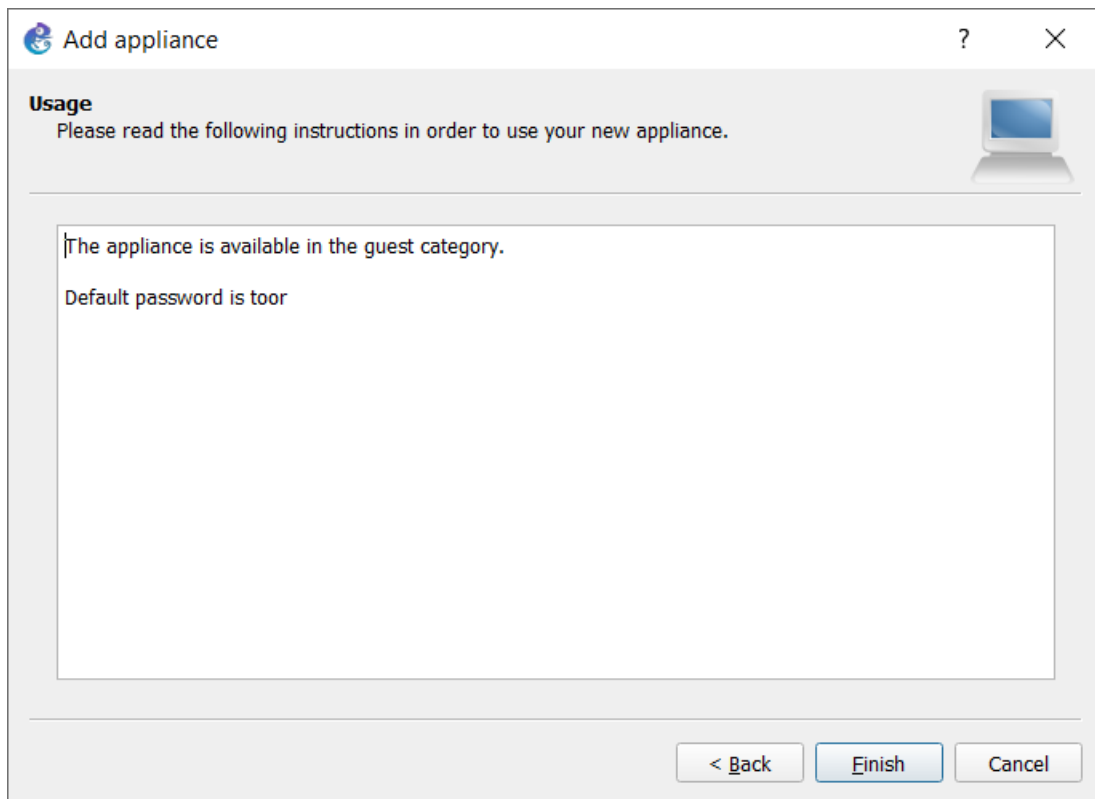 Add appliance
?
Usage
Please read the following instructions in order to use your new appliance.
The appliance is available in the guest category.
Default password is toor
< Back
Finish
Cancel